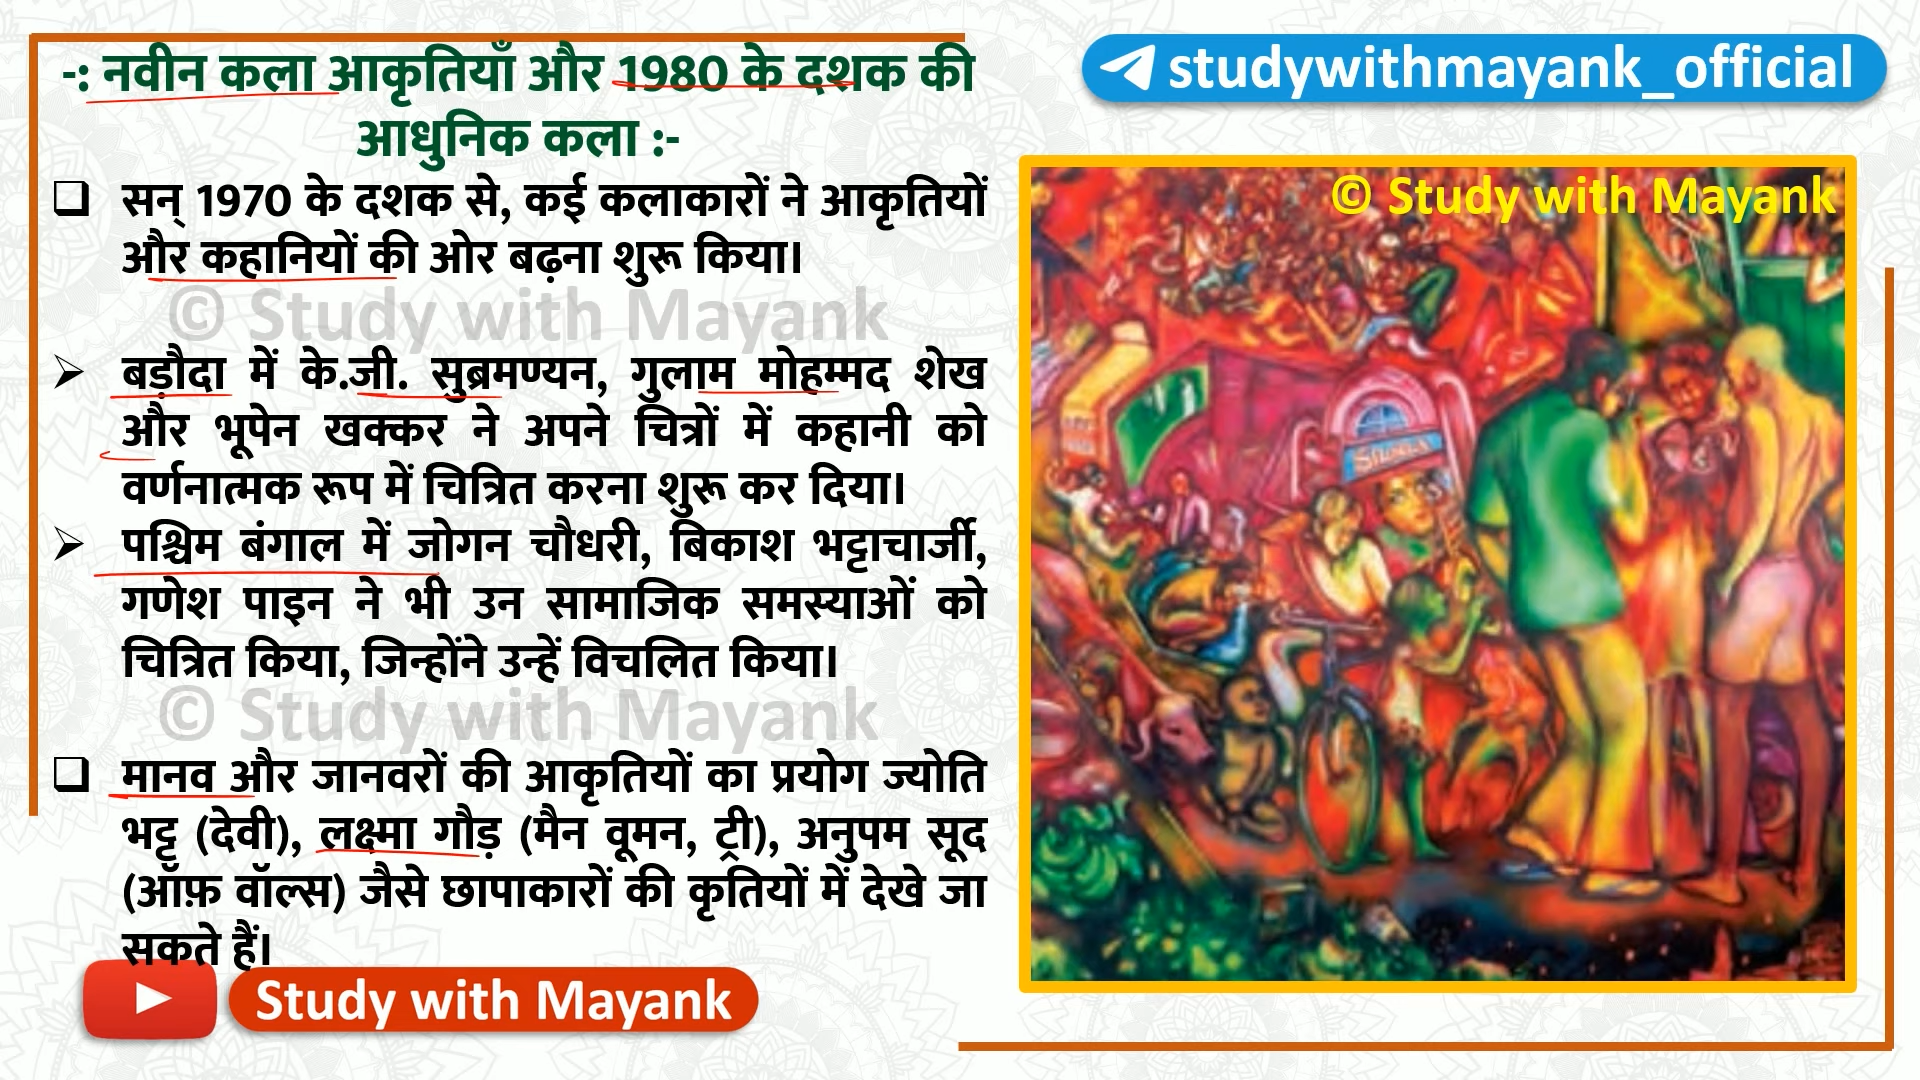 -: नवीन कला आकृतियाँ और 1980 के दशक की
आधुनिक कला :-
सन् 1970 के दशक से, कई कलाकारों ने आकृतियों
और कहानियों की ओर बढ़ना शुरू किया।
© Study with Mayank
बड़ौदा में के.जी. सुब्रमण्यन, गुलाम मोहम्मद शेख
और भूपेन खक्कर ने अपने चित्रों में कहानी को
वर्णनात्मक रूप में चित्रित करना शुरू कर दिया।
पश्चिम बंगाल में जोगन चौधरी, बिकाश भट्टाचार्जी,
गणेश पाइन ने भी उन सामाजिक समस्याओं को
चित्रित किया, जिन्होंने उन्हें विचलित किया।
© Study with Mayank
मानव और जानवरों की आकृतियों का प्रयोग ज्योति
भट्ट (देवी), लक्ष्मा गौड़ (मैन वूमन, ट्री), अनुपम सूद
(ऑफ़ वॉल्स) जैसे छापाकारों की कृतियों में देखे जा
सकते हैं।
Study with Mayank
studywithmayank_official
© Study with Mayank